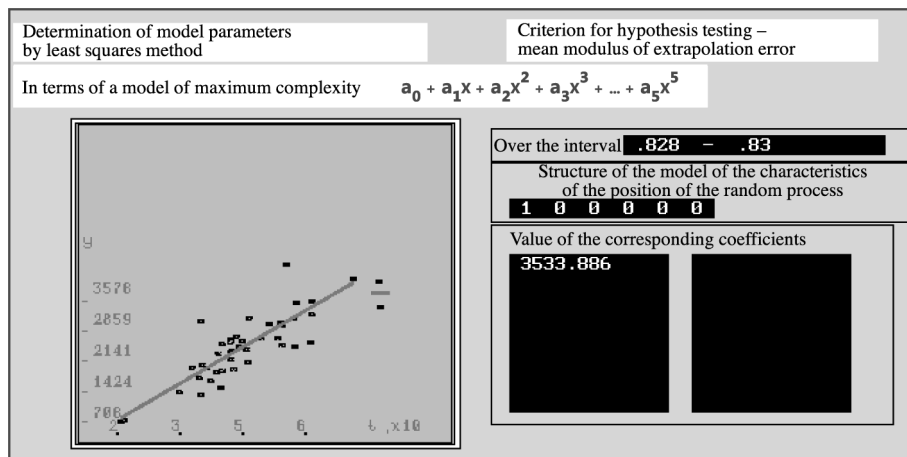 Determination of model parameters
by least squares method
Criterion for hypothesis testing –
mean modulus of extrapolation error
In terms of a model of maximum complexity a₀ + a₁x + a₂x² + a₃x³ + ... + a₅x⁵
Over the interval .828 – .83
Structure of the model of the characteristics
of the position of the random process
1 0 0 0 0 0
Value of the corresponding coefficients
3533.886
y
3578
2859
2141
1424
708
2 3 5 6 t ,x10